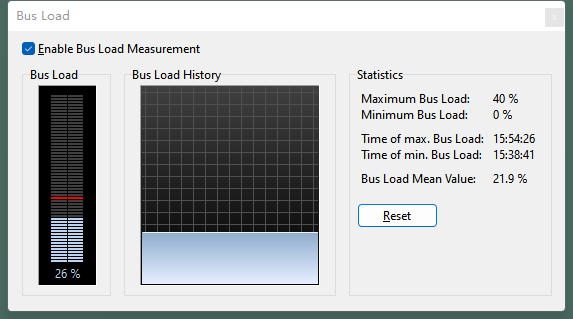 Bus Load
x
Enable Bus Load Measurement
Bus Load
26 %
Bus Load History
Statistics
Maximum Bus Load: 40 %
Minimum Bus Load: 0 %
Time of max. Bus Load: 15:54:26
Time of min. Bus Load: 15:38:41
Bus Load Mean Value: 21.9 %
Reset